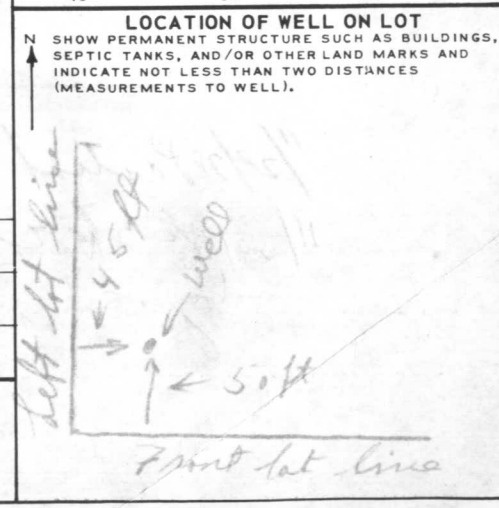 LOCATION OF WELL ON LOT
N SHOW PERMANENT STRUCTURE SUCH AS BUILDINGS,
SEPTIC TANKS, AND/OR OTHER LAND MARKS AND
INDICATE NOT LESS THAN TWO DISTANCES
(MEASUREMENTS TO WELL).
Left lot line
45 ft
Well
50 ft
Front lot line